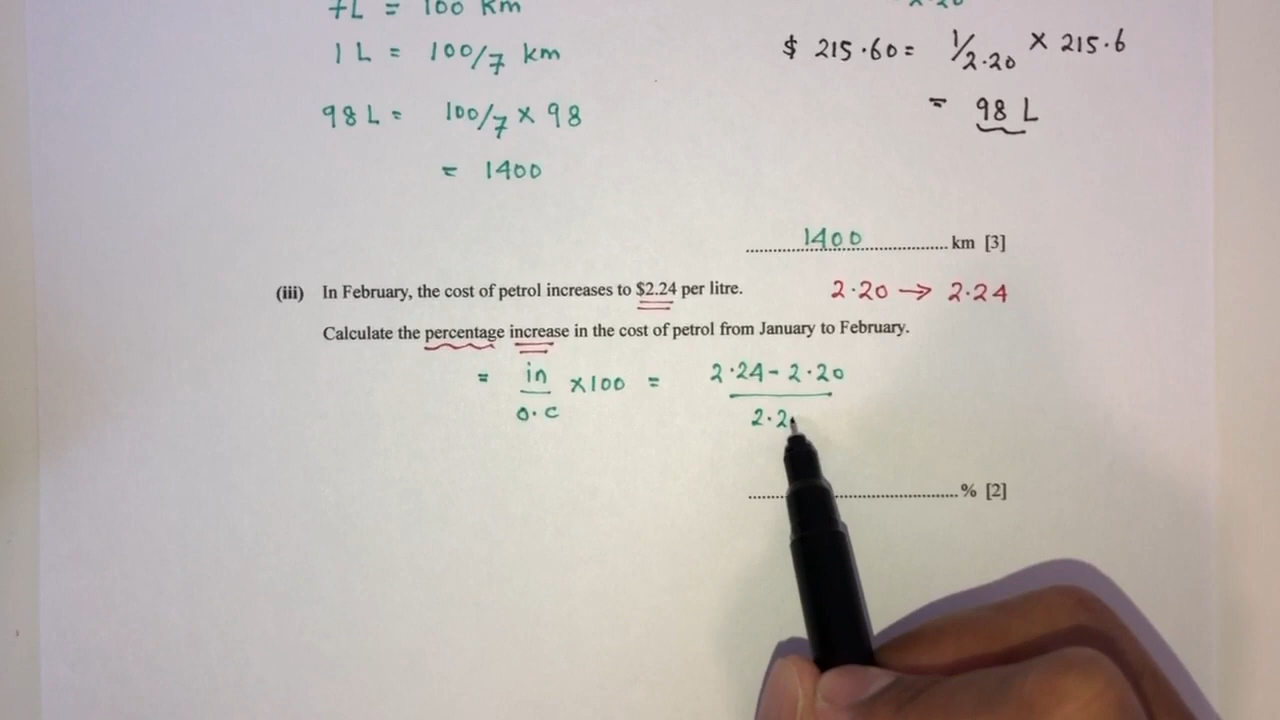 7L = 100 Km
1 L = 100/7 km
98 L = 100/7 × 98
= 1400
$ 215.60 = 1/2.20 × 215.6
= 98 L
1400 km [3]
(iii) In February, the cost of petrol increases to $2.24 per litre.
2.20 → 2.24
Calculate the percentage increase in the cost of petrol from January to February.
= in/o.c ×100 = 2.24 - 2.20
2.2
% [2]